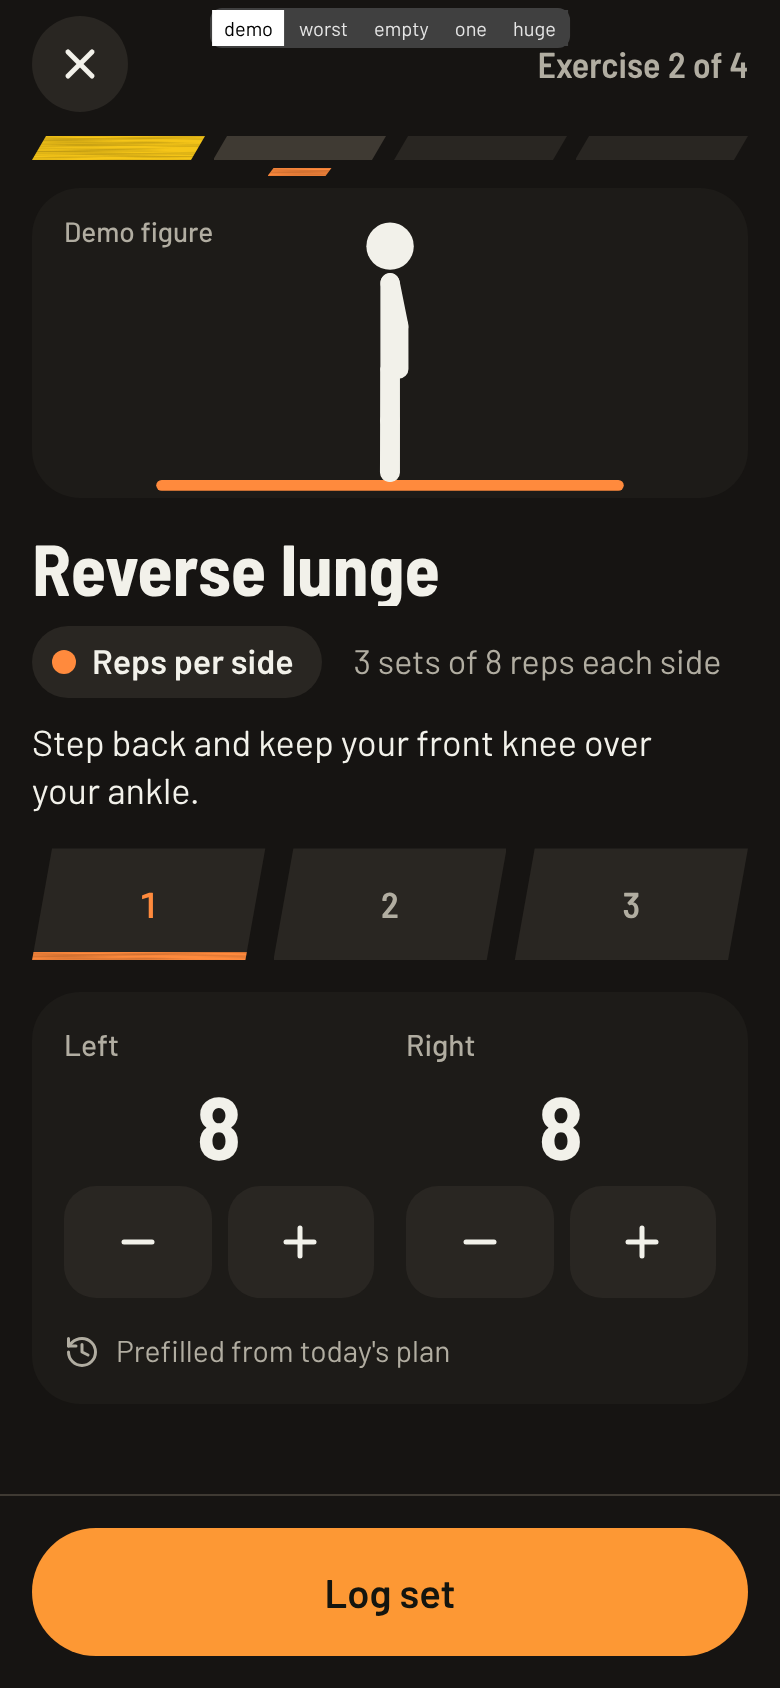 demo worst empty one huge
Exercise 2 of 4
Demo figure
Reverse lunge
Reps per side 3 sets of 8 reps each side
Step back and keep your front knee over
your ankle.
1 2 3
Left Right
8 8
Prefilled from today's plan
Log set